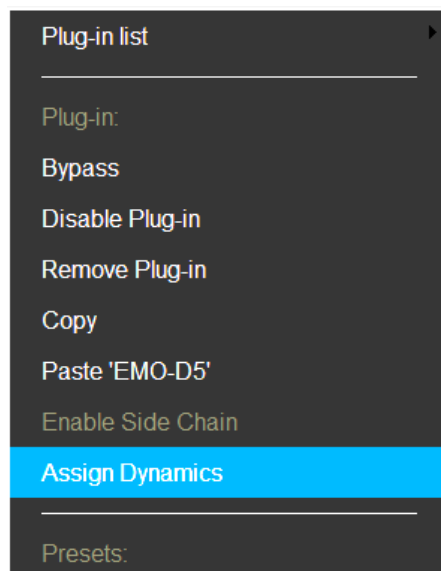 Plug-in list
Plug-in:
Bypass
Disable Plug-in
Remove Plug-in
Copy
Paste 'EMO-D5'
Enable Side Chain
Assign Dynamics
Presets: